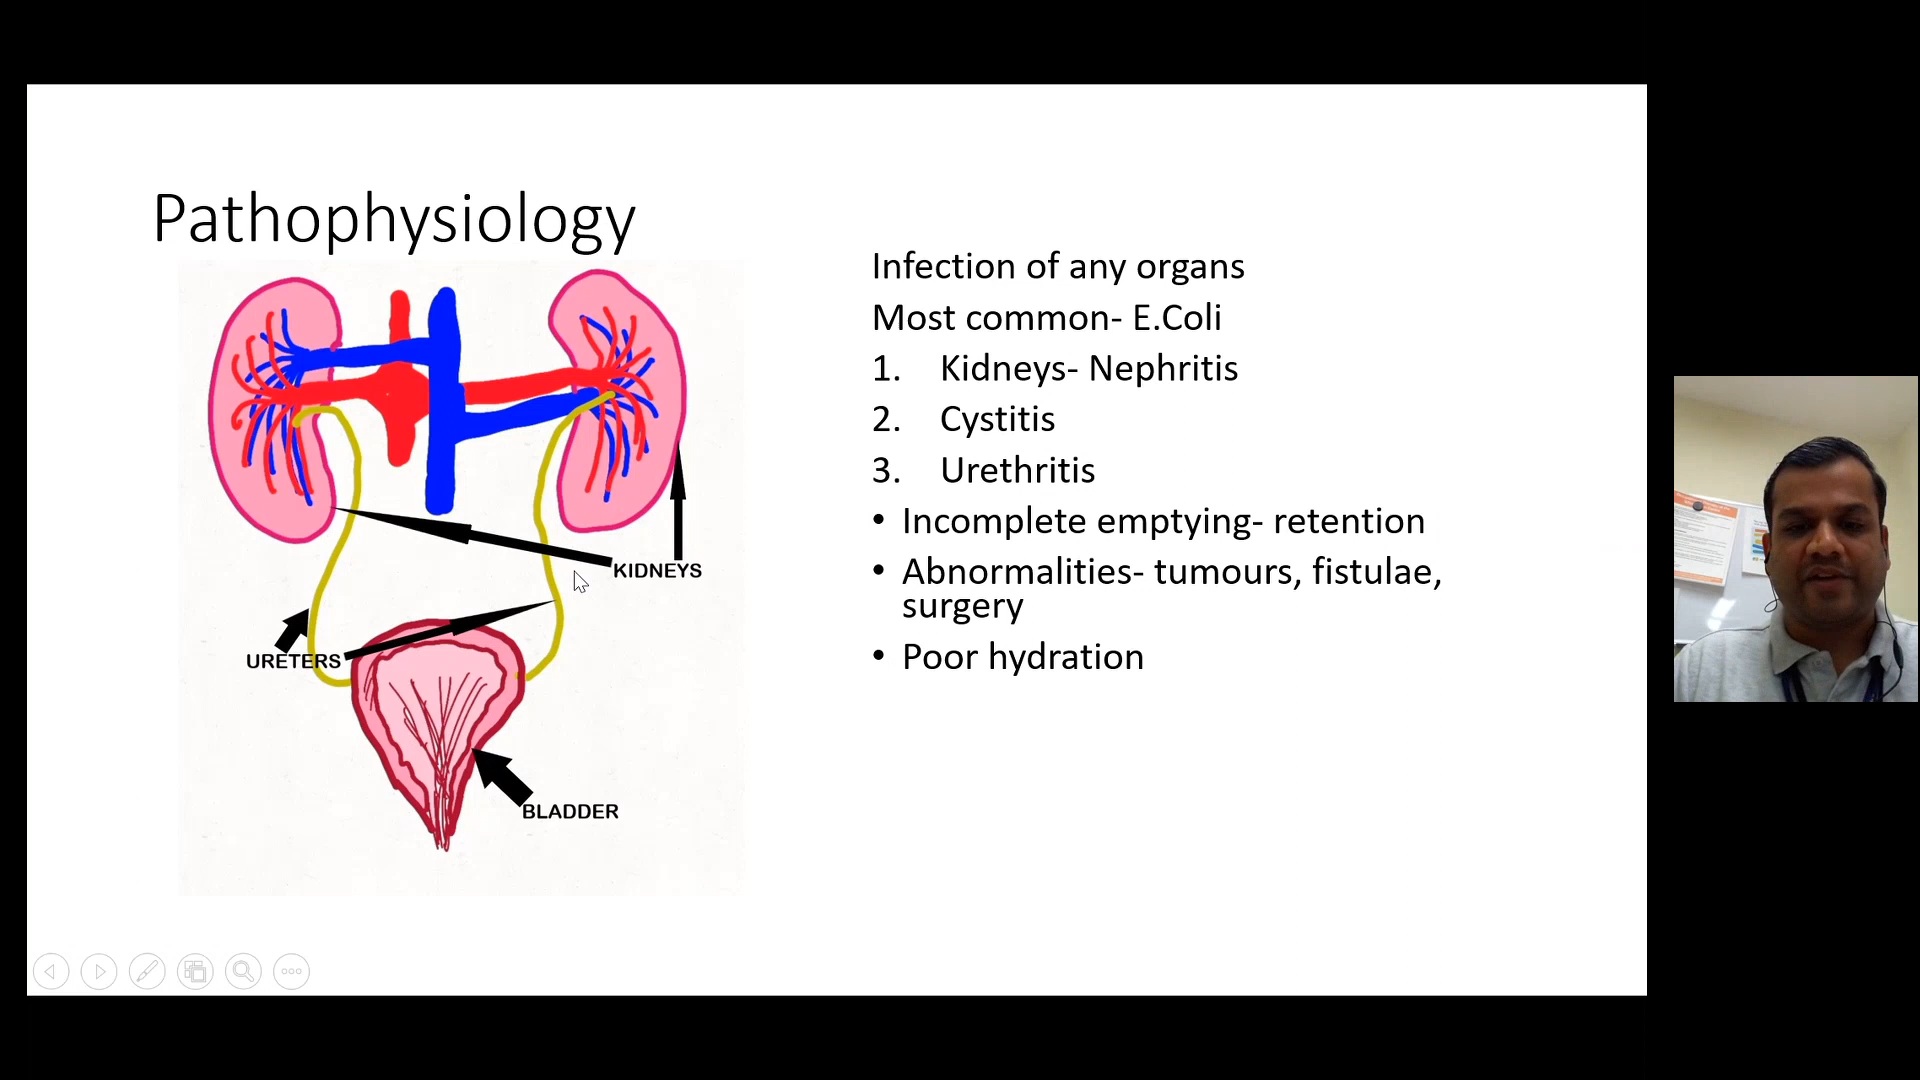 Pathophysiology
Infection of any organs
Most common- E.Coli
1. Kidneys- Nephritis
2. Cystitis
3. Urethritis
• Incomplete emptying- retention
• Abnormalities- tumours, fistulae,
surgery
• Poor hydration
KIDNEYS
URETERS
BLADDER